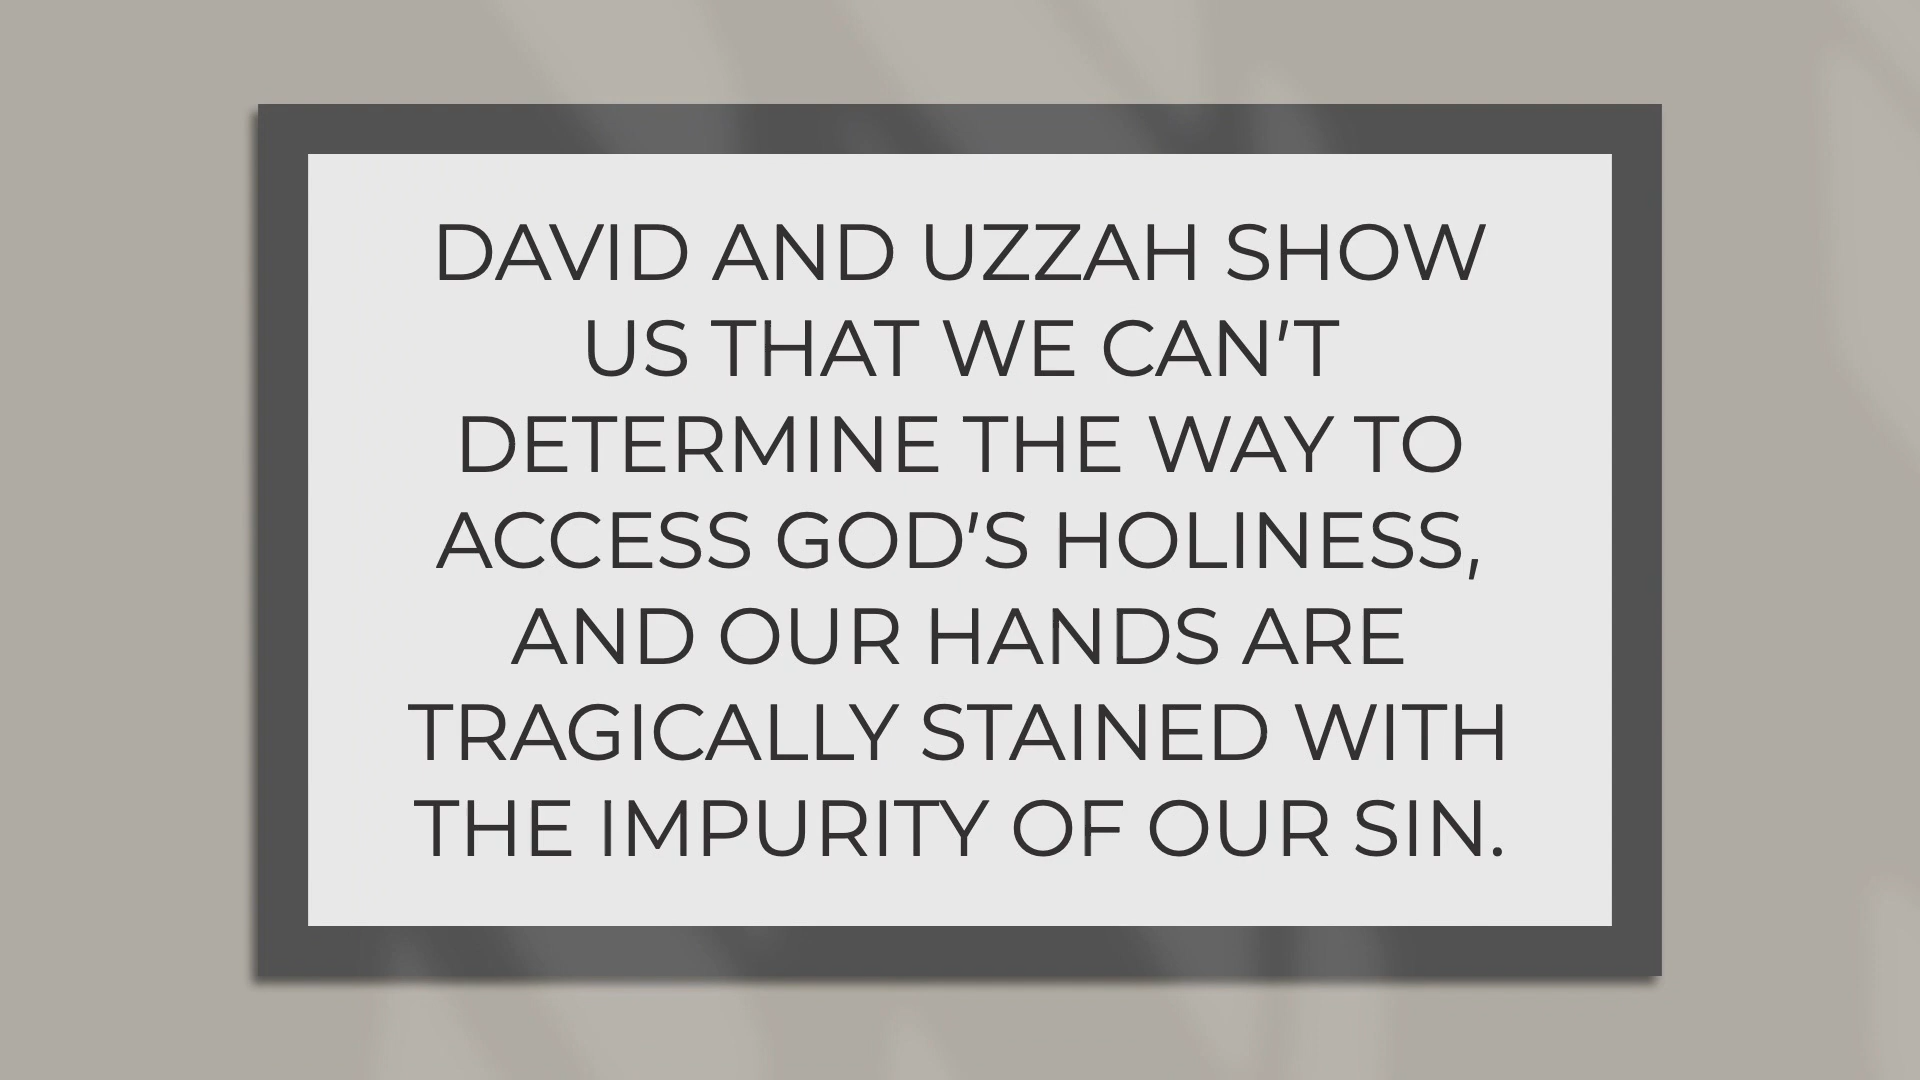 DAVID AND UZZAH SHOW
US THAT WE CAN'T
DETERMINE THE WAY TO
ACCESS GOD'S HOLINESS,
AND OUR HANDS ARE
TRAGICALLY STAINED WITH
THE IMPURITY OF OUR SIN.